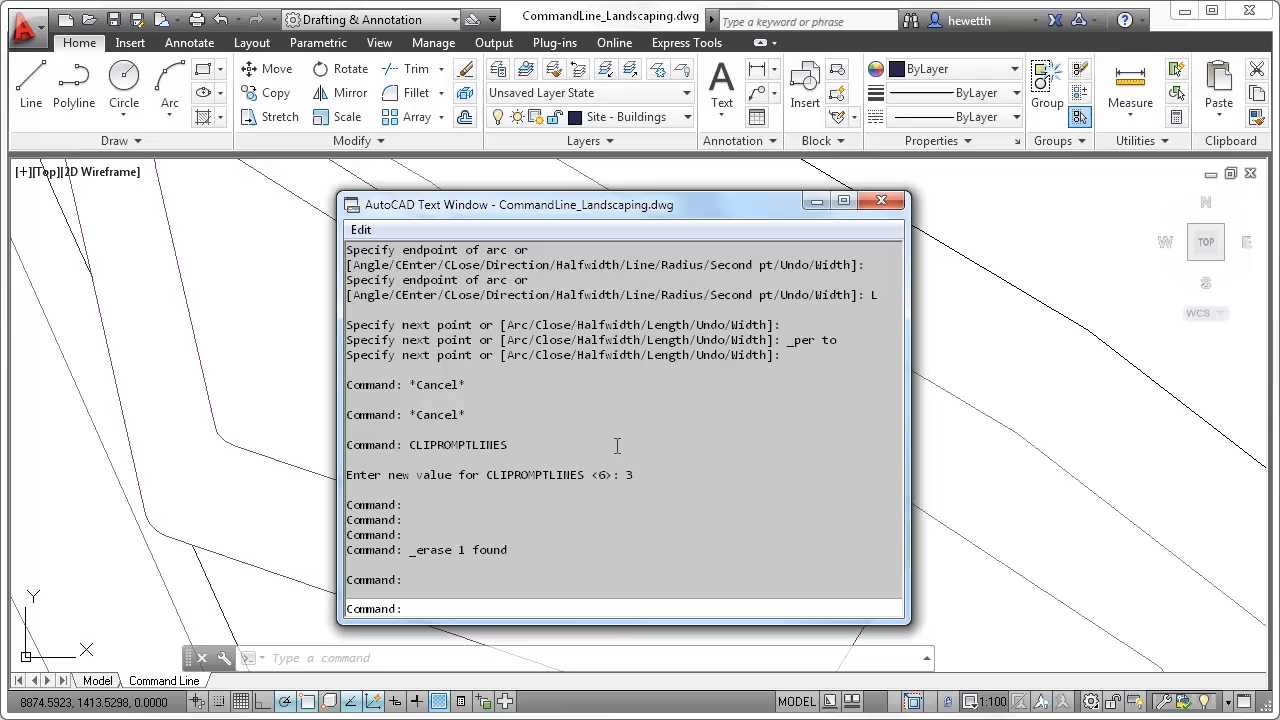 Drafting & Annotation
CommandLine_Landscaping.dwg
Type a keyword or phrase
hewetth
Home Insert Annotate Layout Parametric View Manage Output Plug-ins Online Express Tools
Line
Polyline
Circle
Arc
Move
Rotate
Trim
Copy
Mirror
Fillet
Stretch
Scale
Array
Unsaved Layer State
Site - Buildings
Text
Insert
ByLayer
ByLayer
ByLayer
Group
Measure
Paste
Draw
Modify
Layers
Annotation
Block
Properties
Groups
Utilities
Clipboard
[+][Top][2D Wireframe]
N
W
TOP
E
S
WCS
AutoCAD Text Window - CommandLine_Landscaping.dwg
Edit
Specify endpoint of arc or
[Angle/CEnter/CLose/Direction/Halfwidth/Line/Radius/Second pt/Undo/Width]:
Specify endpoint of arc or
[Angle/CEnter/CLose/Direction/Halfwidth/Line/Radius/Second pt/Undo/Width]: L
Specify next point or [Arc/Close/Halfwidth/Length/Undo/Width]:
Specify next point or [Arc/Close/Halfwidth/Length/Undo/Width]: _per to
Specify next point or [Arc/Close/Halfwidth/Length/Undo/Width]:
Command: *Cancel*
Command: *Cancel*
Command: CLIPROMPTLINES
Enter new value for CLIPROMPTLINES <6>: 3
Command:
Command:
Command:
Command: _erase 1 found
Command:
Command:
Y
X
Type a command
Model
Command Line
8874.5923, 1413.5298, 0.0000
MODEL
1:100